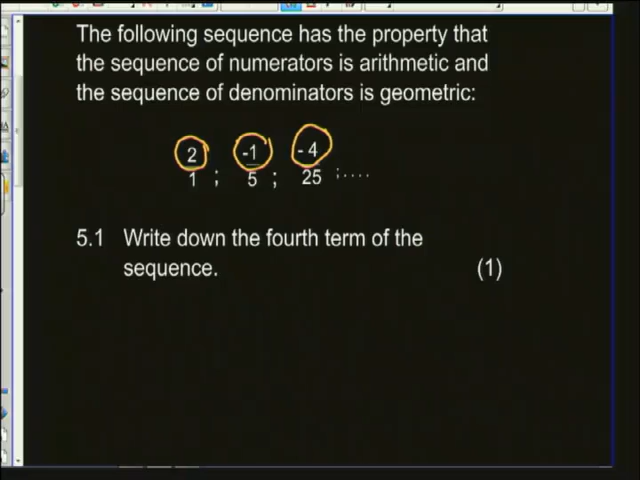 The following sequence has the property that
the sequence of numerators is arithmetic and
the sequence of denominators is geometric:
2 -1 -4
1 ; 5 ; 25 ; ....
5.1 Write down the fourth term of the
sequence. (1)